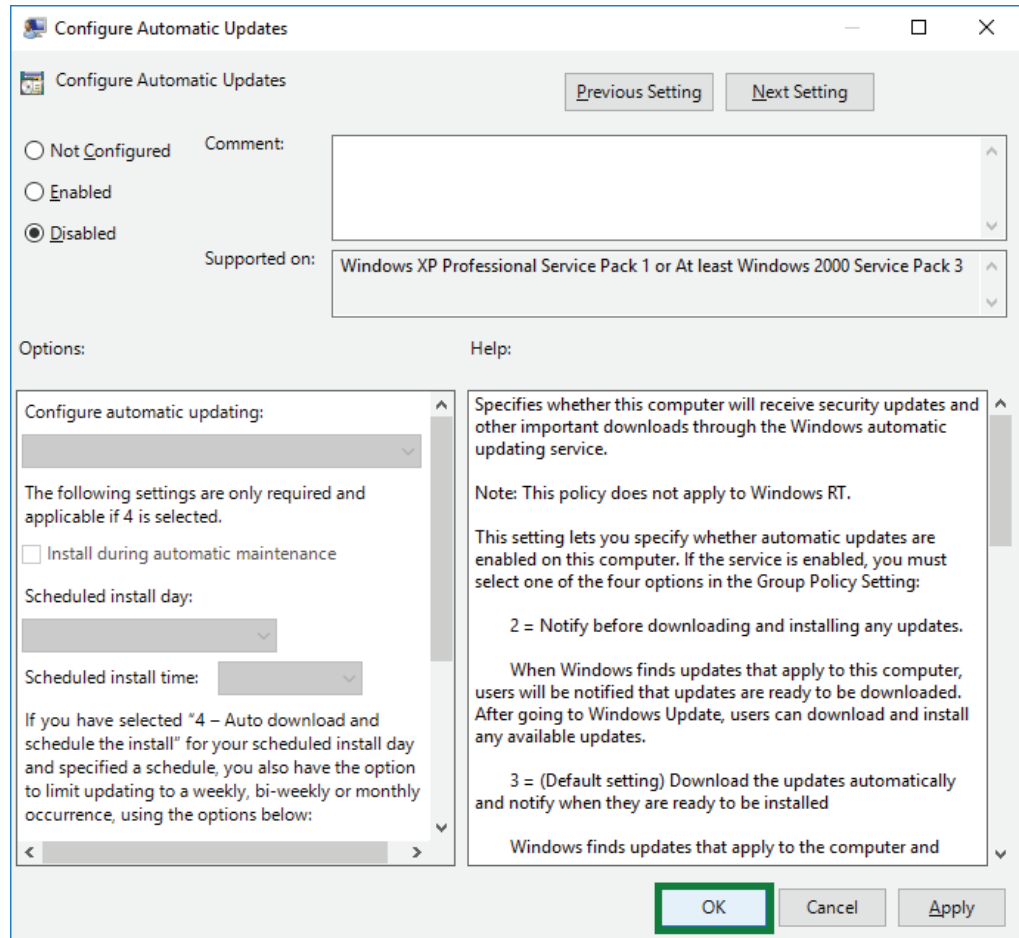 Configure Automatic Updates
Configure Automatic Updates
Previous Setting
Next Setting
Not Configured
Comment:
Enabled
Disabled
Supported on:
Windows XP Professional Service Pack 1 or At least Windows 2000 Service Pack 3
Options:
Help:
Configure automatic updating:
The following settings are only required and
applicable if 4 is selected.
Install during automatic maintenance
Scheduled install day:
Scheduled install time:
If you have selected “4 – Auto download and
schedule the install” for your scheduled install day
and specified a schedule, you also have the option
to limit updating to a weekly, bi-weekly or monthly
occurrence, using the options below:
Specifies whether this computer will receive security updates and
other important downloads through the Windows automatic
updating service.
Note: This policy does not apply to Windows RT.
This setting lets you specify whether automatic updates are
enabled on this computer. If the service is enabled, you must
select one of the four options in the Group Policy Setting:
2 = Notify before downloading and installing any updates.
When Windows finds updates that apply to this computer,
users will be notified that updates are ready to be downloaded.
After going to Windows Update, users can download and install
any available updates.
3 = (Default setting) Download the updates automatically
and notify when they are ready to be installed
Windows finds updates that apply to the computer and
OK
Cancel
Apply